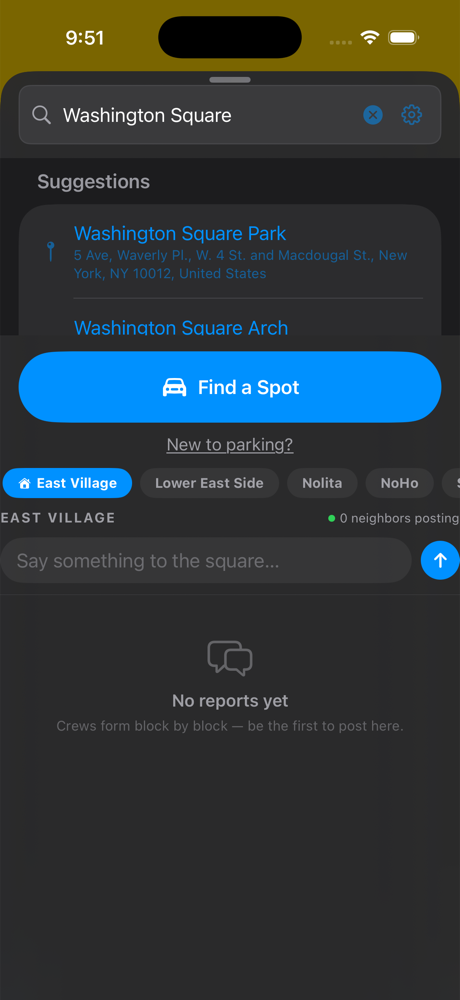 9:51
Washington Square
Suggestions
Washington Square Park
5 Ave, Waverly Pl., W. 4 St. and Macdougal St., New
York, NY 10012, United States
Washington Square Arch
Find a Spot
New to parking?
East Village
Lower East Side
Nolita
NoHo
EAST VILLAGE
0 neighbors posting
Say something to the square...
No reports yet
Crews form block by block — be the first to post here.